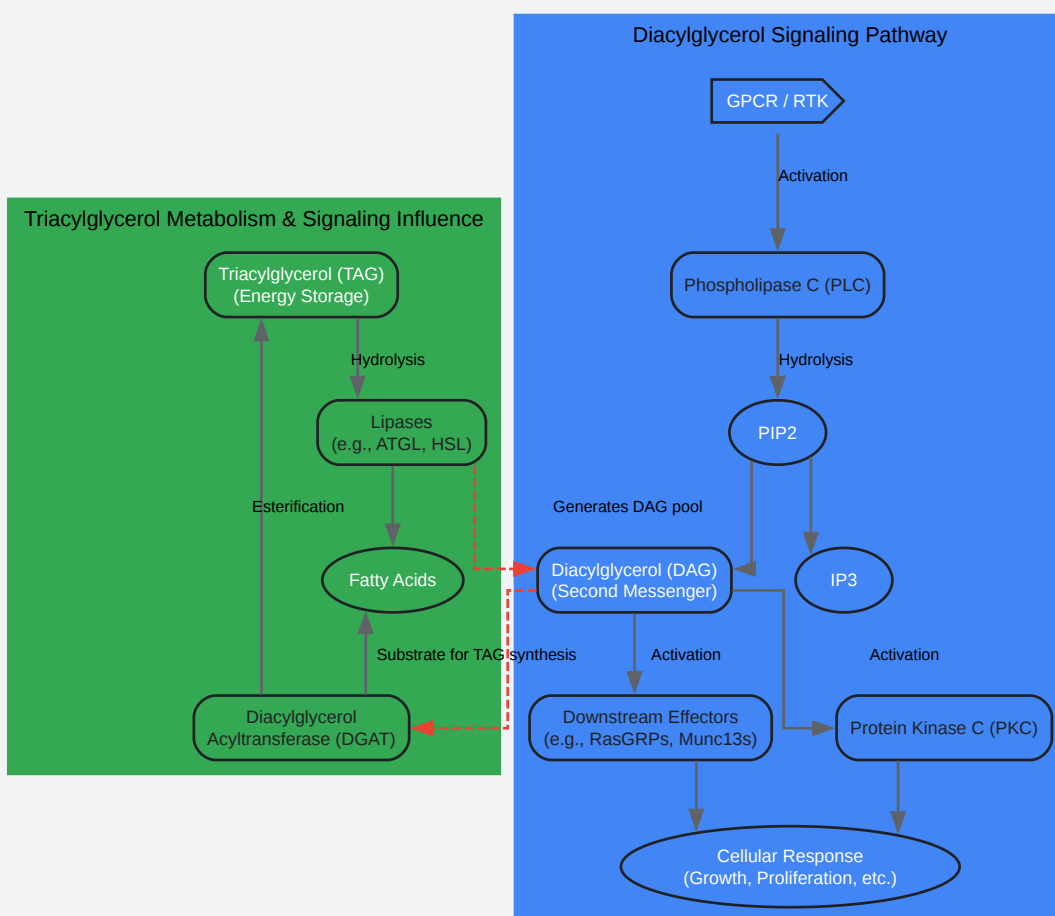 Diacylglycerol Signaling Pathway
GPCR / RTK
Activation
Triacylglycerol Metabolism & Signaling Influence
Triacylglycerol (TAG)
(Energy Storage)
Phospholipase C (PLC)
Hydrolysis
Hydrolysis
Lipases
(e.g., ATGL, HSL)
PIP2
Esterification
Generates DAG pool
Fatty Acids
Diacylglycerol (DAG)
(Second Messenger)
IP3
Substrate for TAG synthesis
Activation
Activation
Diacylglycerol
Acyltransferase (DGAT)
Downstream Effectors
(e.g., RasGRPs, Munc13s)
Protein Kinase C (PKC)
Cellular Response
(Growth, Proliferation, etc.)